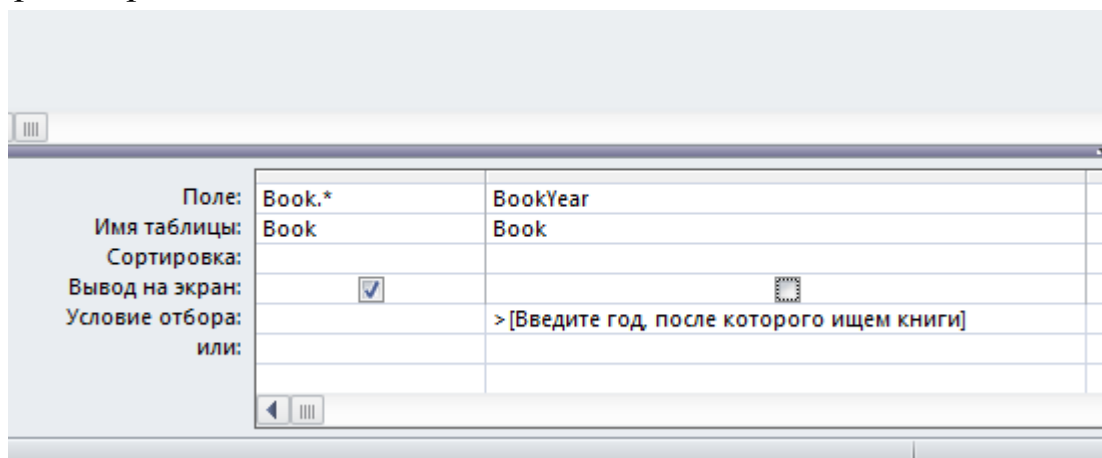 Поле: Book.* BookYear
Имя таблицы: Book Book
Сортировка:
Вывод на экран:
Условие отбора: >[Введите год, после которого ищем книги]
или: